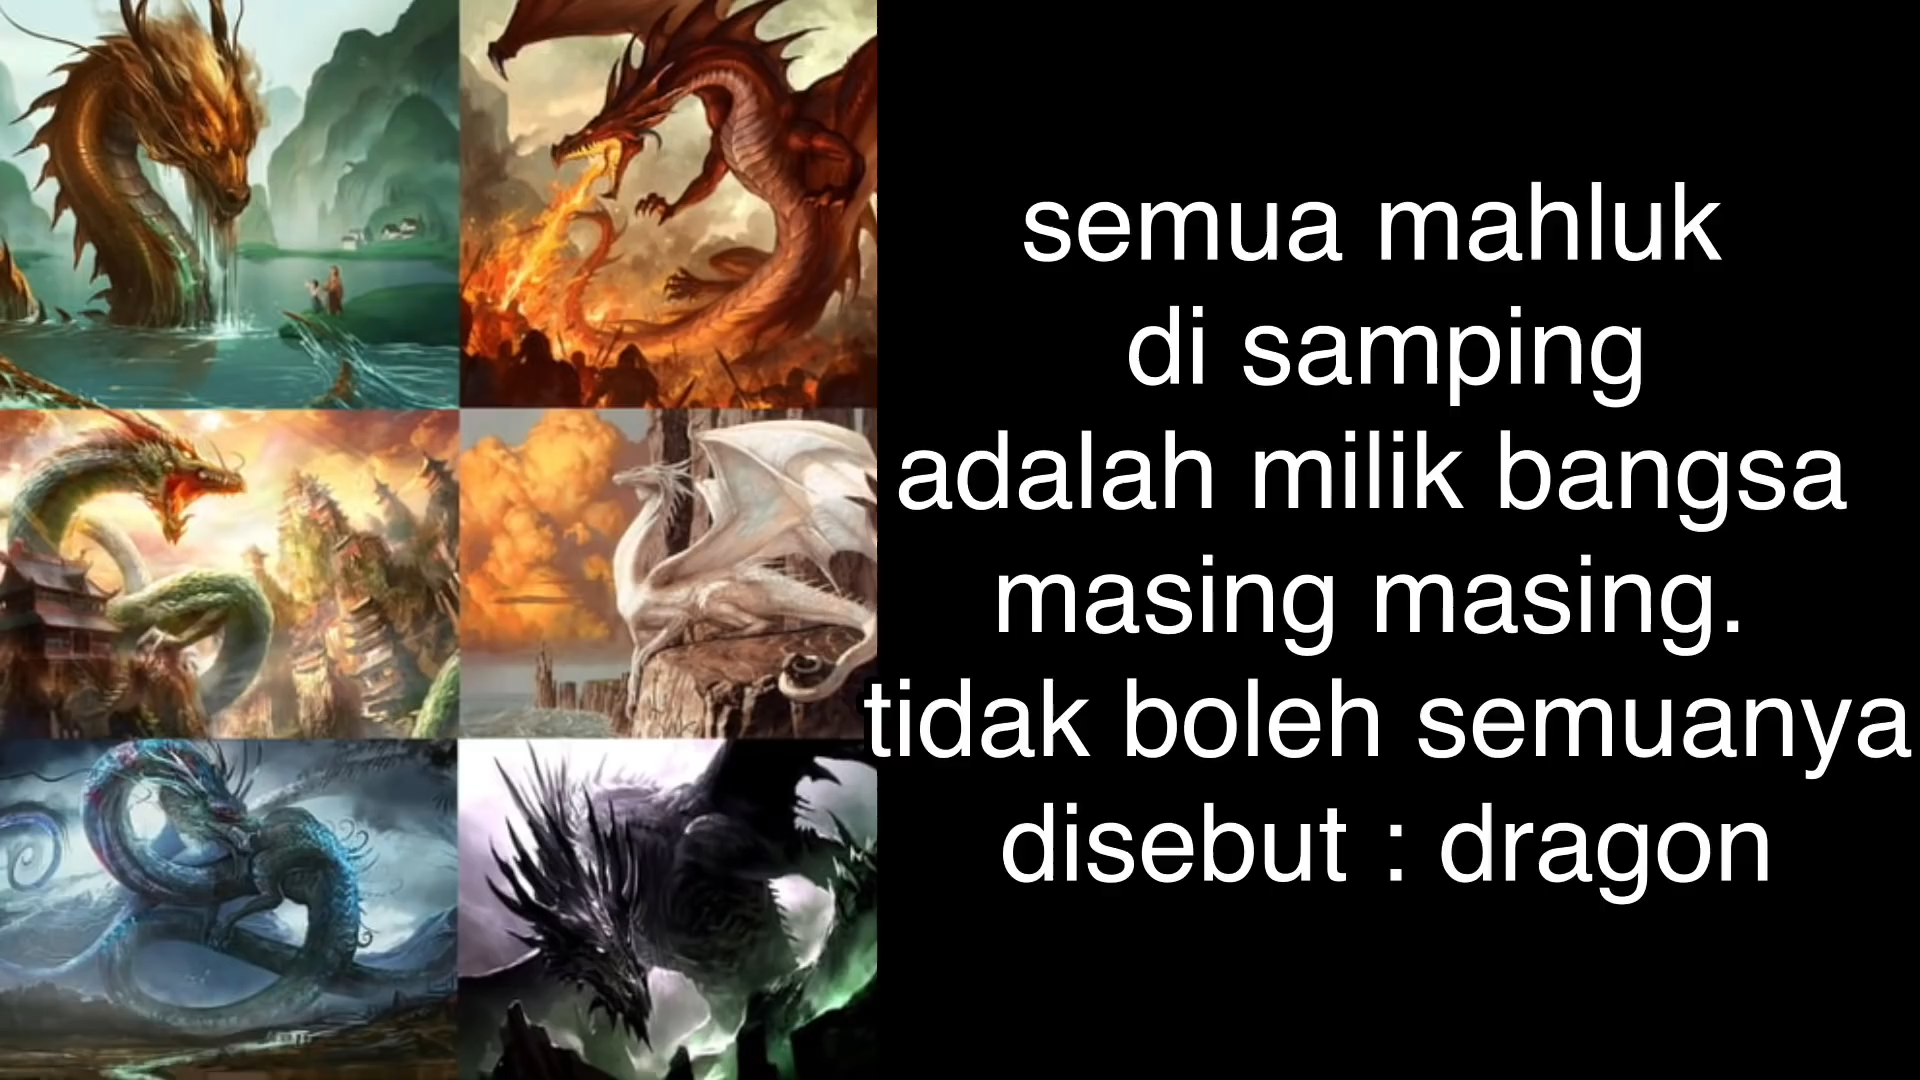 semua mahluk
di samping
adalah milik bangsa
masing masing.
tidak boleh semuanya
disebut : dragon